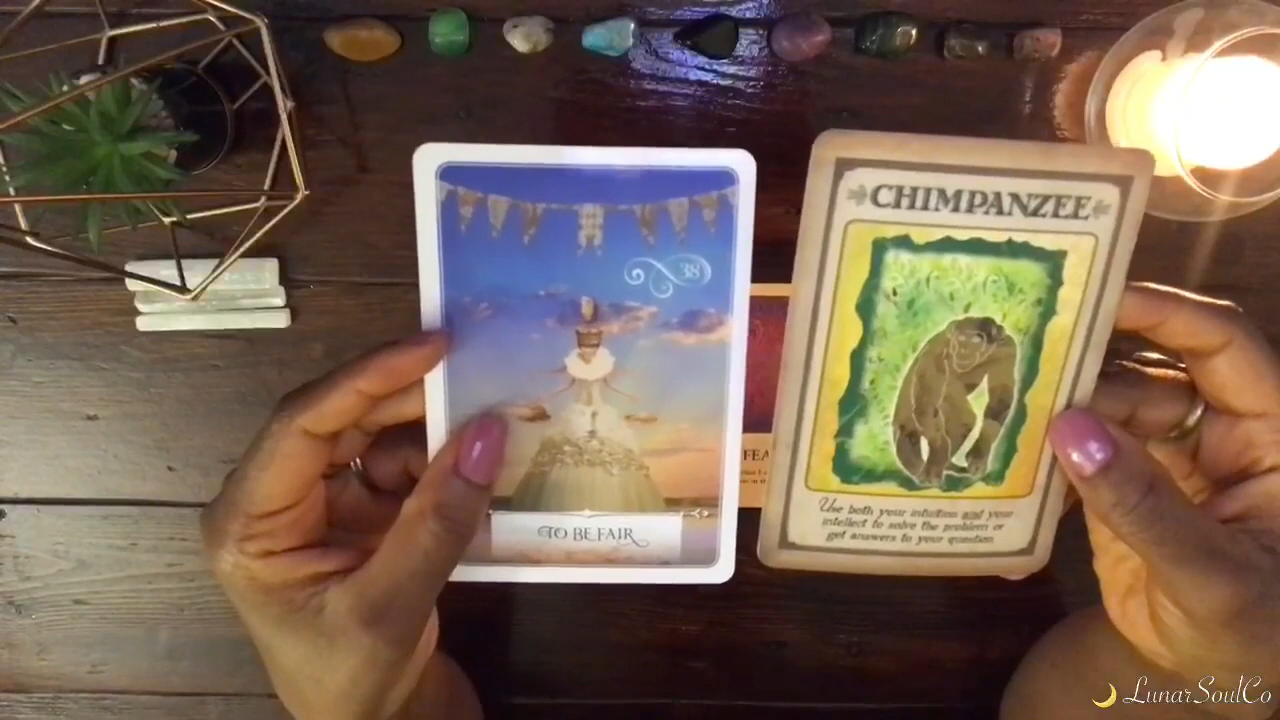 38
TO BE FAIR
CHIMPANZEE
Use both your intuition and your
intellect to solve the problem or
get answers to your question
FEA
LunarSoulCo